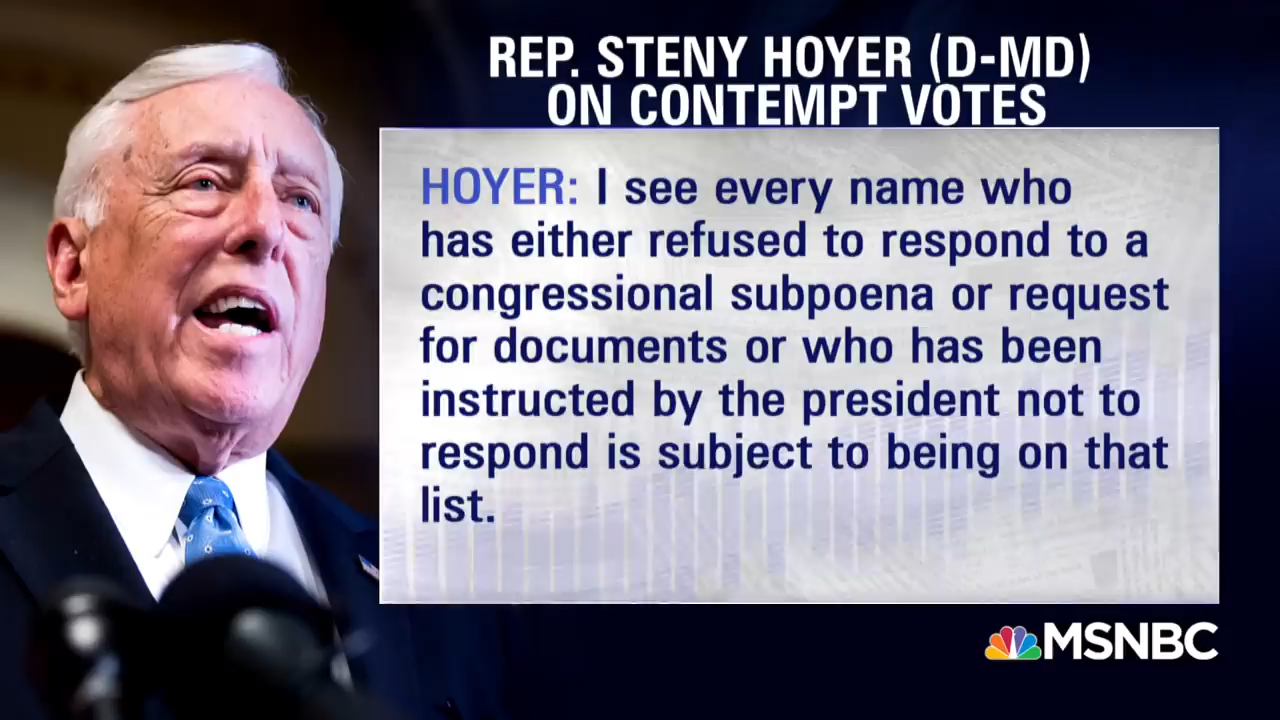 REP. STENY HOYER (D-MD)
ON CONTEMPT VOTES
HOYER: I see every name who
has either refused to respond to a
congressional subpoena or request
for documents or who has been
instructed by the president not to
respond is subject to being on that
list.
MSNBC